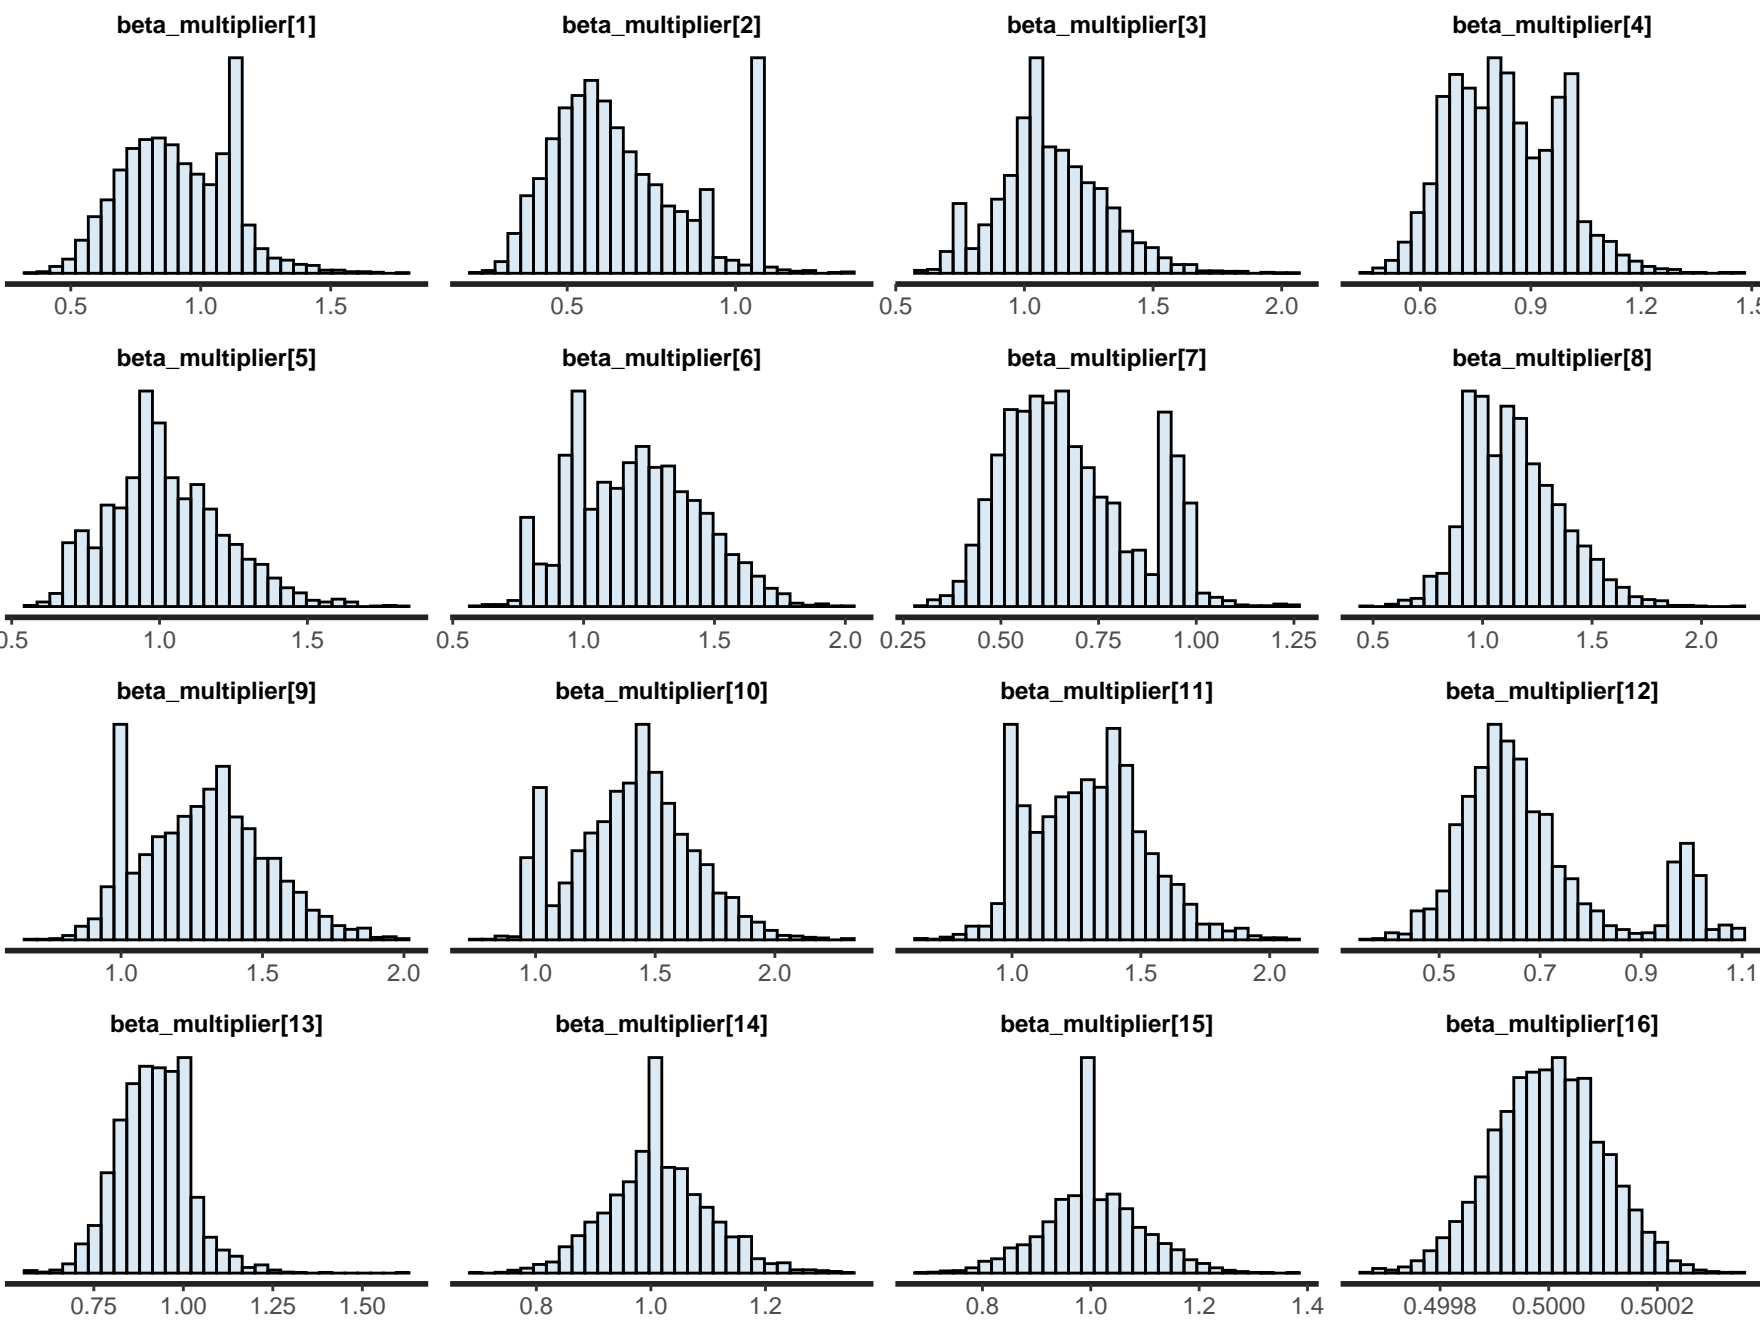 beta_multiplier[1] beta_multiplier[2] beta_multiplier[3] beta_multiplier[4]
0.5 1.0 1.5 0.5 1.0 0.5 1.0 1.5 2.0 0.6 0.9 1.2 1.5
beta_multiplier[5] beta_multiplier[6] beta_multiplier[7] beta_multiplier[8]
0.5 1.0 1.5 0.5 1.0 1.5 2.0 0.25 0.50 0.75 1.00 1.25 0.5 1.0 1.5 2.0
beta_multiplier[9] beta_multiplier[10] beta_multiplier[11] beta_multiplier[12]
1.0 1.5 2.0 1.0 1.5 2.0 1.0 1.5 2.0 0.5 0.7 0.9 1.1
beta_multiplier[13] beta_multiplier[14] beta_multiplier[15] beta_multiplier[16]
0.75 1.00 1.25 1.50 0.8 1.0 1.2 0.8 1.0 1.2 1.4 0.4998 0.5000 0.5002